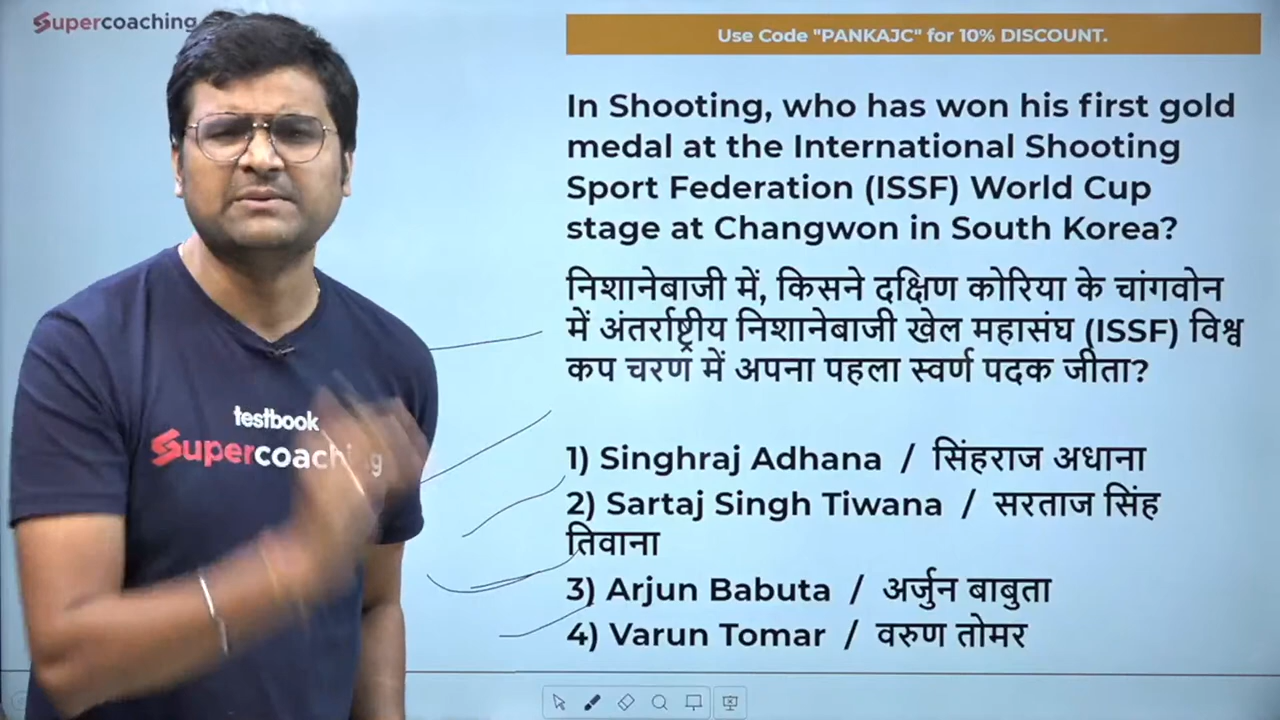 Supercoaching
Use Code "PANKAJC" for 10% DISCOUNT.
In Shooting, who has won his first gold
medal at the International Shooting
Sport Federation (ISSF) World Cup
stage at Changwon in South Korea?
निशानेबाजी में, किसने दक्षिण कोरिया के चांगवोन
में अंतर्राष्ट्रीय निशानेबाजी खेल महासंघ (ISSF) विश्व
कप चरण में अपना पहला स्वर्ण पदक जीता?
testbook
Supercoaching
1) Singhraj Adhana / सिंहराज अधाना
2) Sartaj Singh Tiwana / सरताज सिंह
तिवाना
3) Arjun Babuta / अर्जुन बाबुता
4) Varun Tomar / वरुण तोमर